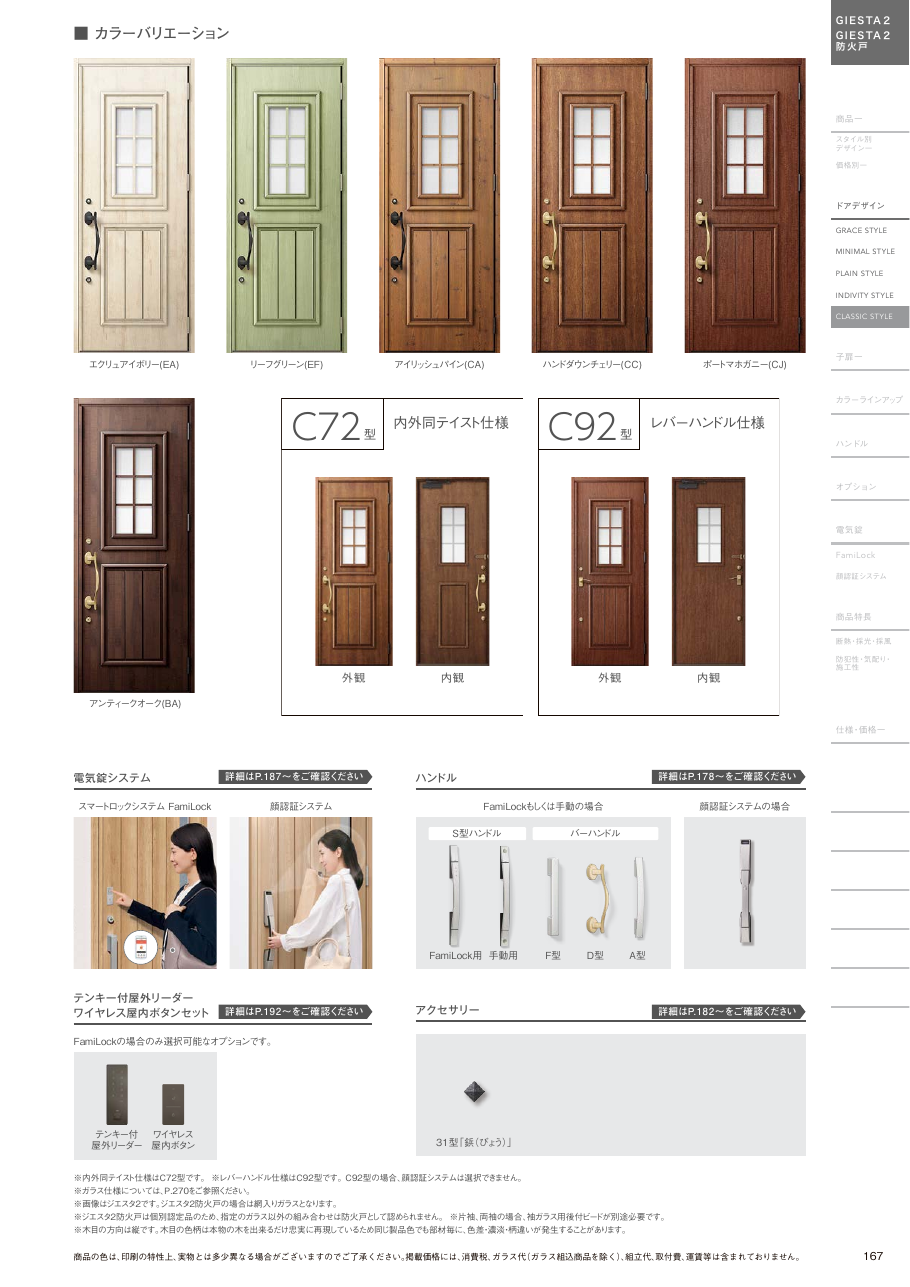 ■ カラーバリエーション
エクリュアイボリー(EA)
リーフグリーン(EF)
アイリッシュパイン(CA)
ハンドダウンチェリー(CC)
ポートマホガニー(CJ)
アンティークオーク(BA)
C72型
内外同テイスト仕様
外観
内観
C92型
レバーハンドル仕様
外観
内観
電気錠システム
詳細はP.187〜をご確認ください
スマートロックシステム FamiLock
顔認証システム
ハンドル
詳細はP.178〜をご確認ください
FamiLockもしくは手動の場合
顔認証システムの場合
S型ハンドル
バーハンドル
FamiLock用
手動用
F型
D型
A型
テンキー付屋外リーダー
ワイヤレス屋内ボタンセット
詳細はP.192〜をご確認ください
FamiLockの場合のみ選択可能なオプションです。
テンキー付
屋外リーダー
ワイヤレス
屋内ボタン
アクセサリー
詳細はP.182〜をご確認ください
31型「鋲(びょう)」
※内外同テイスト仕様はC72型です。 ※レバーハンドル仕様はC92型です。C92型の場合、顔認証システムは選択できません。
※ガラス仕様については、P.270をご参照ください。
※画像はジエスタ2です。ジエスタ2防火戸の場合は網入りガラスとなります。
※ジエスタ2防火戸は個別認定品のため、指定のガラス以外の組み合わせは防火戸として認められません。 ※片袖、両袖の場合、袖ガラス用後付ビードが別途必要です。
※木目の方向は縦です。木目の色柄は本物の木を出来るだけ忠実に再現しているため同じ製品色でも部材毎に、色差・濃淡・柄違いが発生することがあります。
商品の色は、印刷の特性上、実物とは多少異なる場合がございますのでご了承ください。掲載価格には、消費税、ガラス代(ガラス組込商品を除く)、組立代、取付費、運賃等は含まれておりません。
167
GIESTA2
GIESTA2
防火戸
商品一
スタイル別
デザイン一
価格別一
ドアデザイン
GRACE STYLE
MINIMAL STYLE
PLAIN STYLE
INDIVITY STYLE
CLASSIC STYLE
子扉一
カラーラインアップ
ハンドル
オプション
電気錠
FamiLock
顔認証システム
商品特長
断熱・採光・採風
防犯性・気配り・
施工性
仕様・価格一